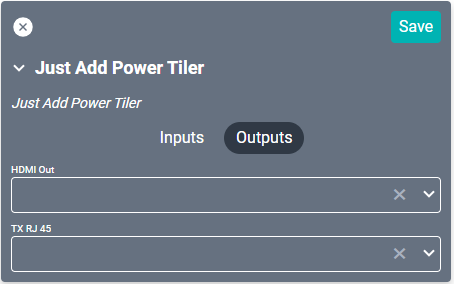 Save
Just Add Power Tiler
Just Add Power Tiler
Inputs Outputs
HDMI Out
TX RJ 45